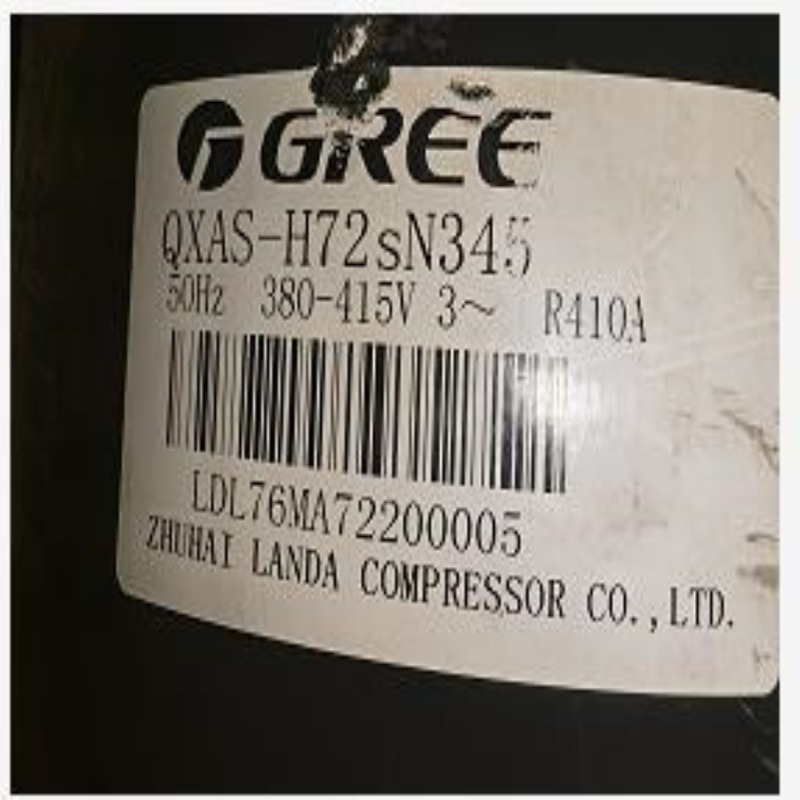 GREE
QXAS-H72sN345
50Hz 380-415V 3~ R410A
LDL76MA72200005
ZHUHAI LANDA COMPRESSOR CO.,LTD.